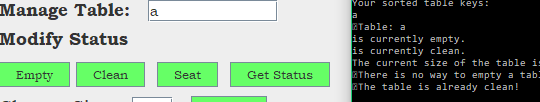 Manage Table: a
Modify Status
Empty Clean Seat Get Status
Your sorted table keys:
a
Table: a
is currently empty.
is currently clean.
The current size of the table is
There is no way to empty a tab
The table is already clean!